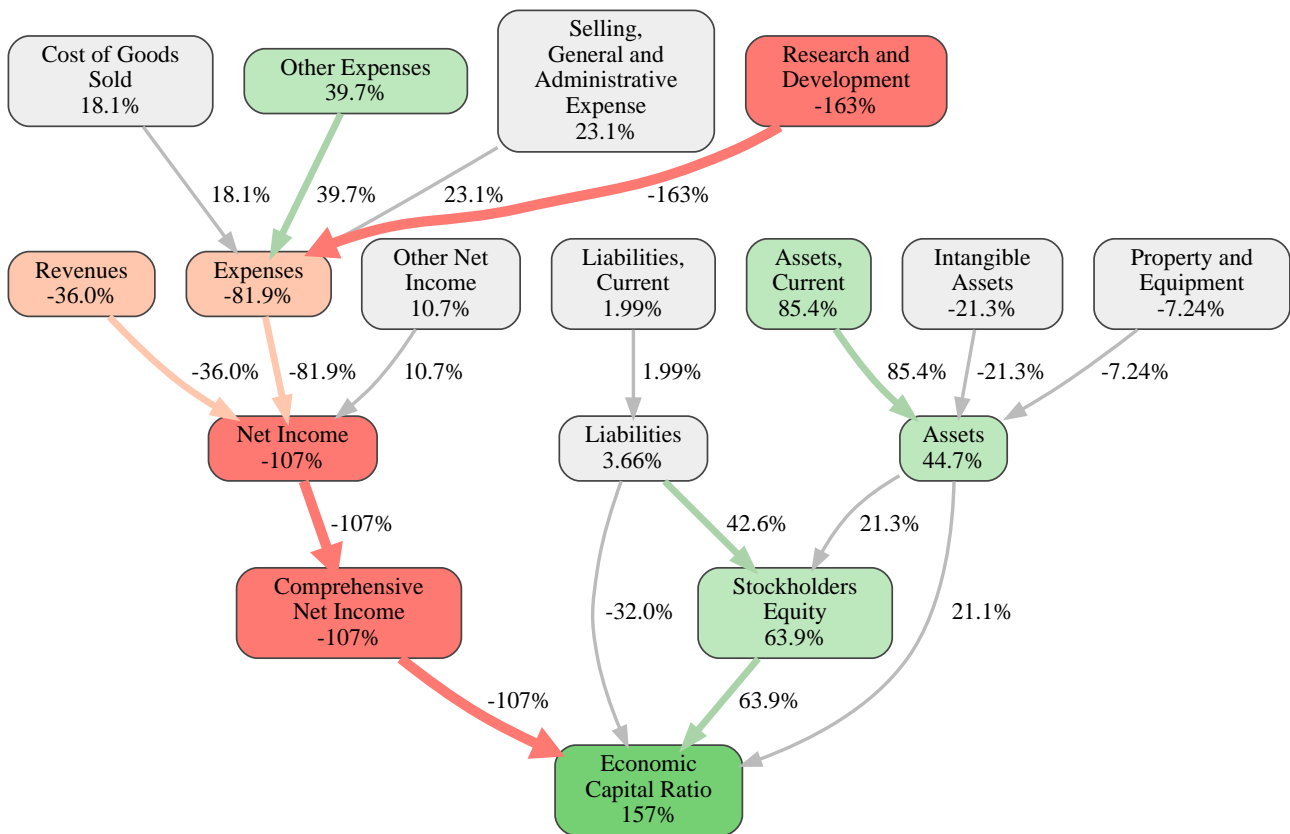 Cost of Goods
Sold
18.1%
Other Expenses
39.7%
Selling,
General and
Administrative
Expense
23.1%
Research and
Development
-163%
18.1%
39.7%
23.1%
-163%
Revenues
-36.0%
Expenses
-81.9%
Other Net
Income
10.7%
Liabilities,
Current
1.99%
Assets,
Current
85.4%
Intangible
Assets
-21.3%
Property and
Equipment
-7.24%
-36.0%
-81.9%
10.7%
1.99%
85.4%
-21.3%
-7.24%
Net Income
-107%
Liabilities
3.66%
Assets
44.7%
-107%
42.6%
21.3%
Comprehensive
Net Income
-107%
-32.0%
Stockholders
Equity
63.9%
21.1%
-107%
63.9%
Economic
Capital Ratio
157%